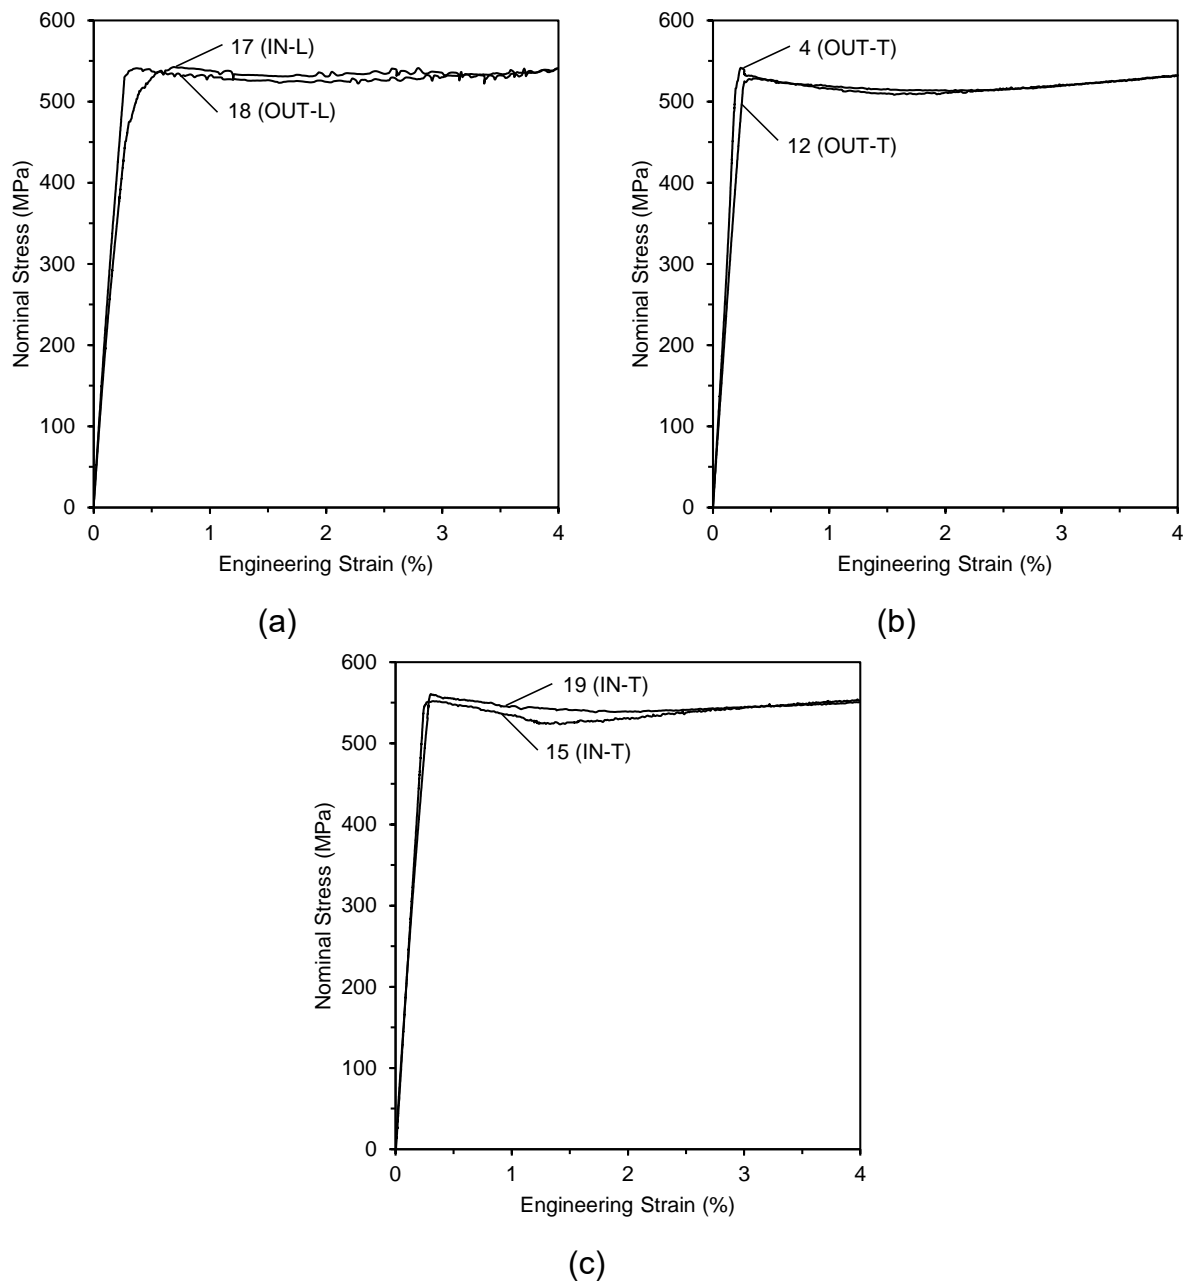 600
500
400
300
200
100
0
Nominal Stress (MPa)
17 (IN-L)
18 (OUT-L)
0 1 2 3 4
Engineering Strain (%)
(a)
600
500
400
300
200
100
0
Nominal Stress (MPa)
4 (OUT-T)
12 (OUT-T)
0 1 2 3 4
Engineering Strain (%)
(b)
600
500
400
300
200
100
0
Nominal Stress (MPa)
19 (IN-T)
15 (IN-T)
0 1 2 3 4
Engineering Strain (%)
(c)